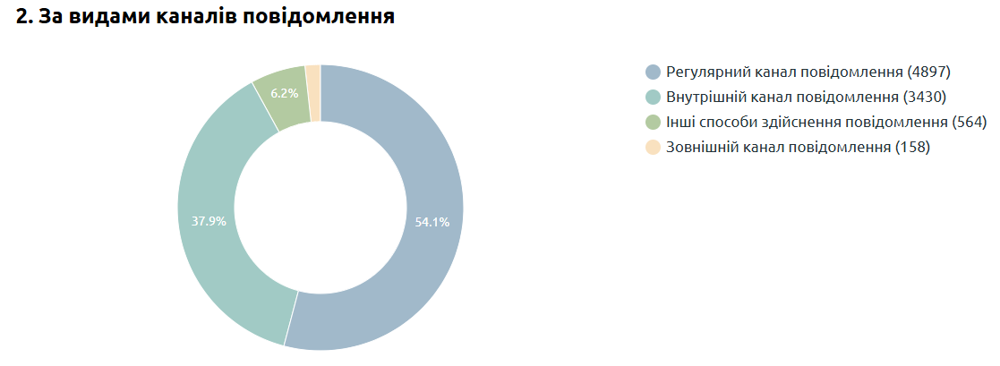 2. За видами каналів повідомлення
6.2%
37.9%
54.1%
Регулярний канал повідомлення (4897)
Внутрішній канал повідомлення (3430)
Інші способи здійснення повідомлення (564)
Зовнішній канал повідомлення (158)